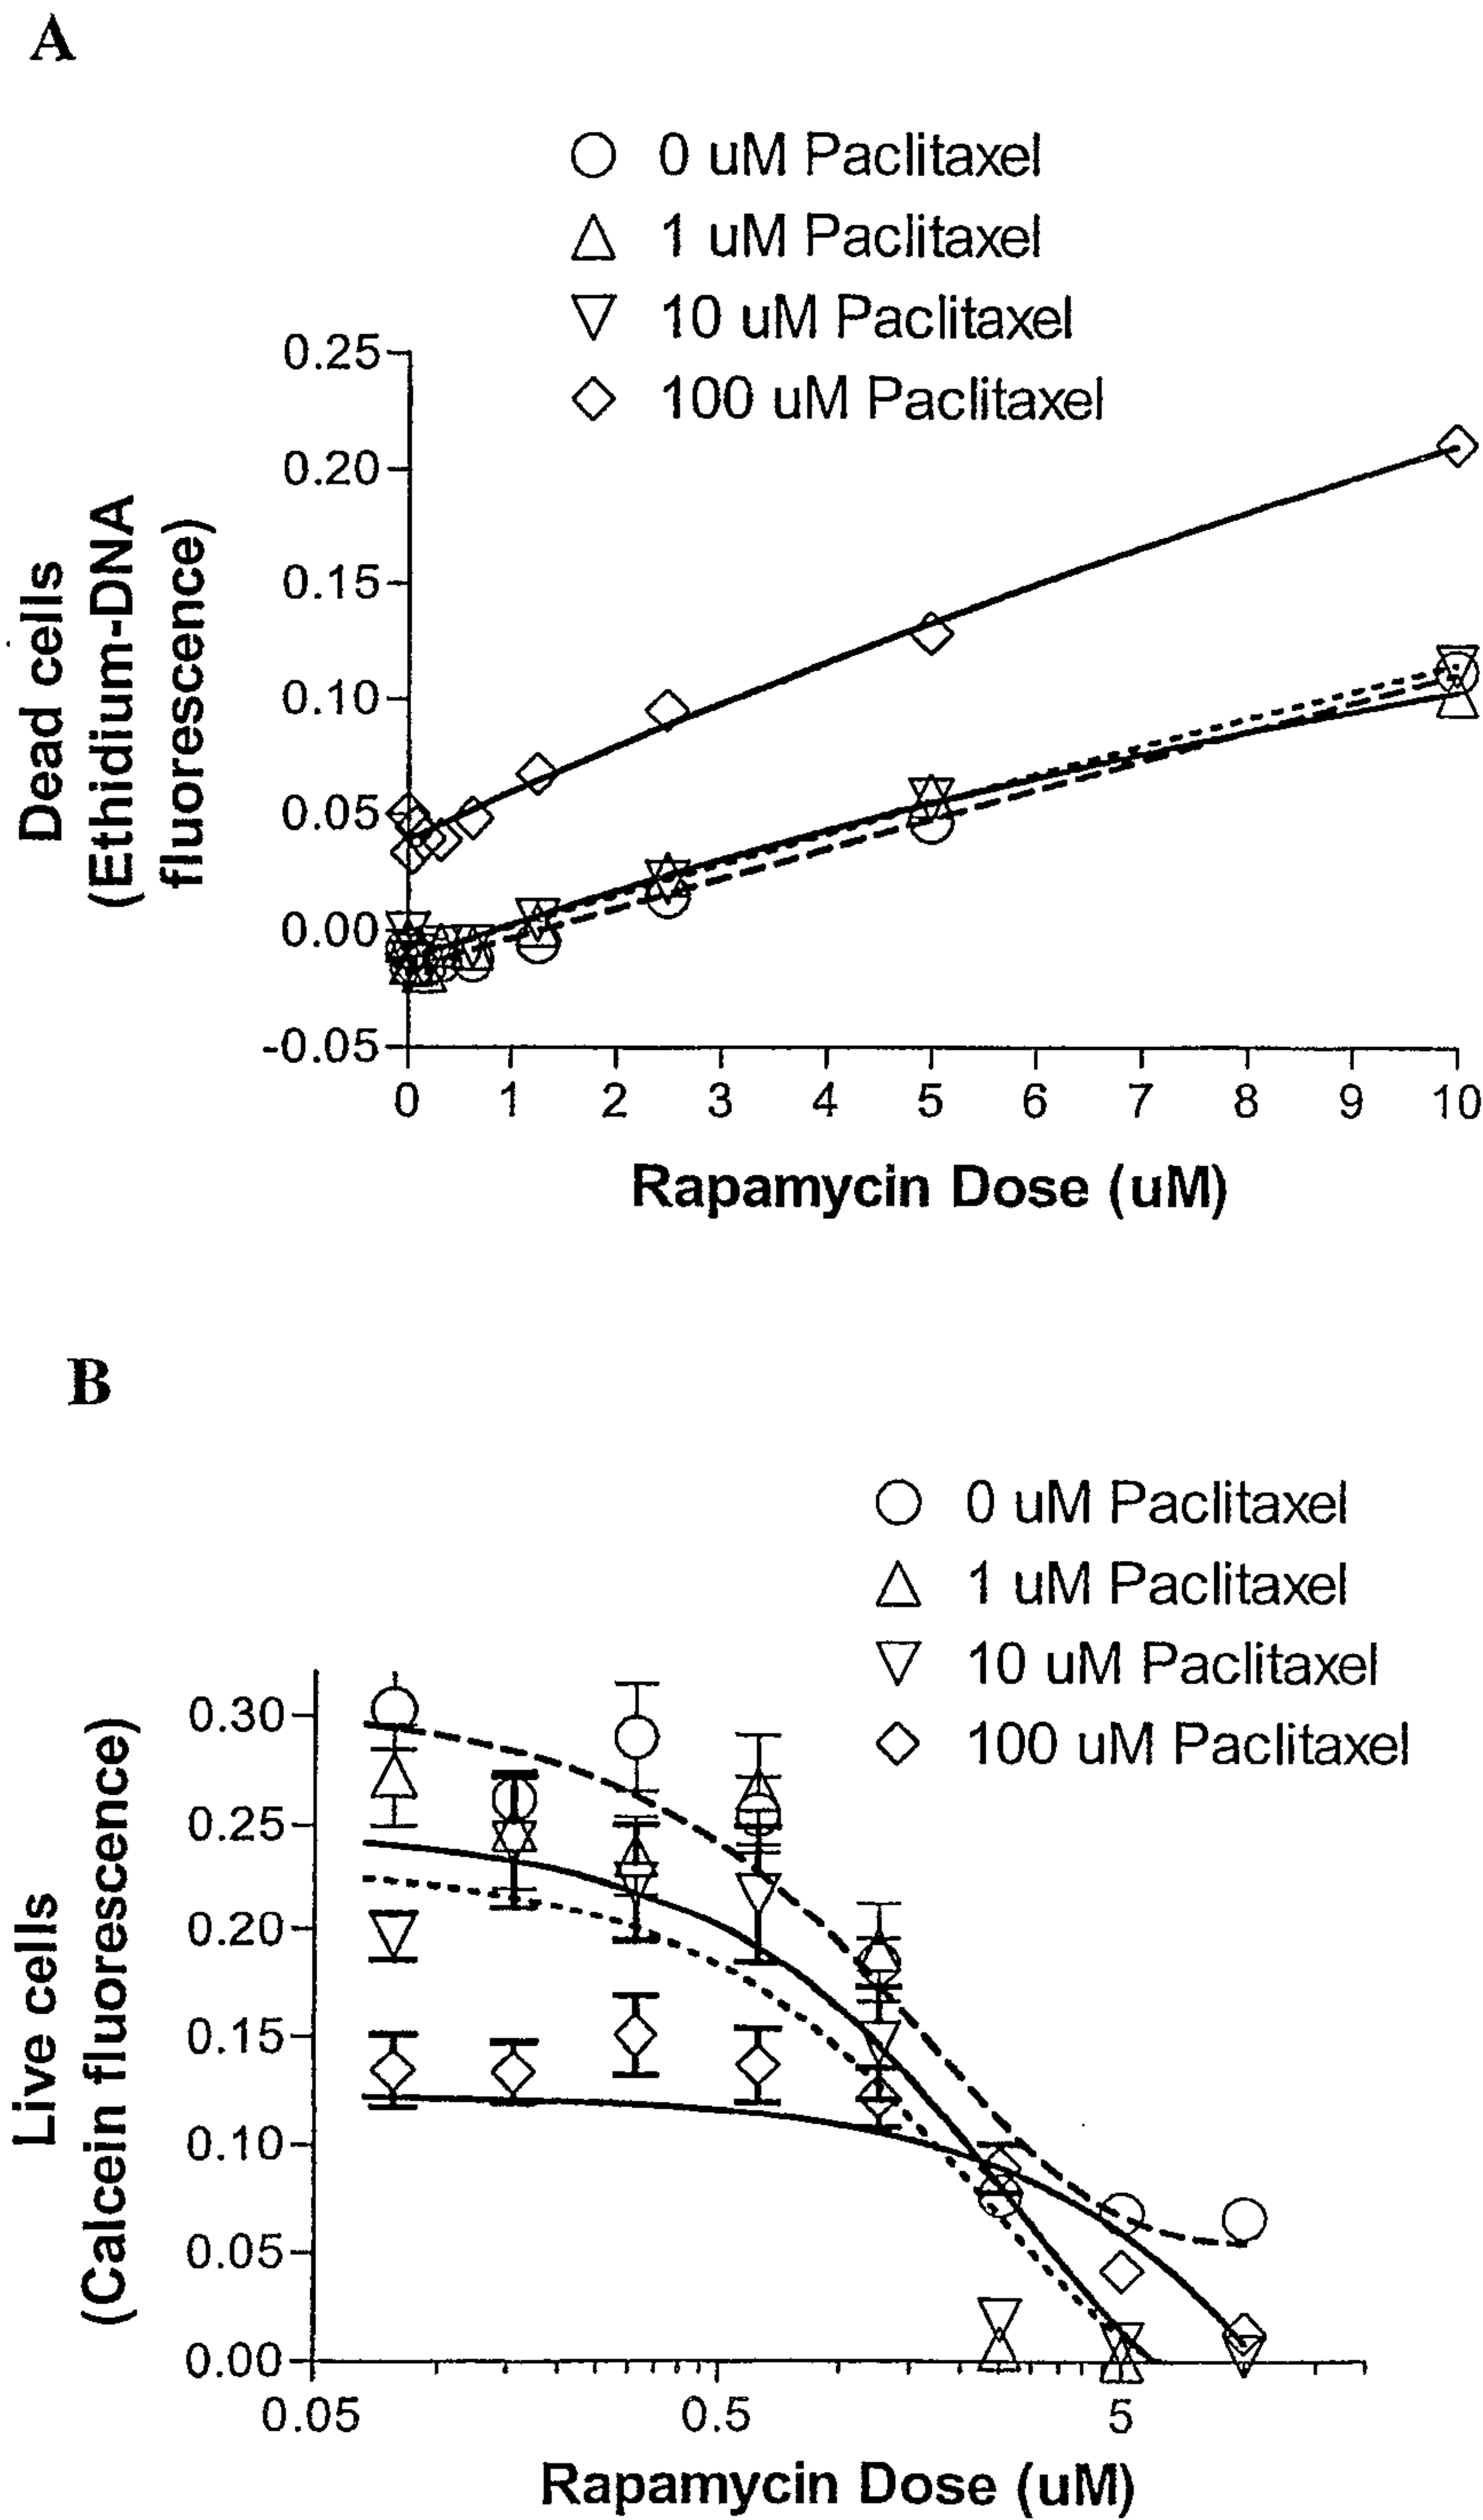 A
0 uM Paclitaxel
1 uM Paclitaxel
10 uM Paclitaxel
100 uM Paclitaxel
0.25
0.20
0.15
0.10
0.05
0.00
-0.05
Dead cells
(Ethidium-DNA
fluorescence)
0 1 2 3 4 5 6 7 8 9 10
Rapamycin Dose (uM)
B
0 uM Paclitaxel
1 uM Paclitaxel
10 uM Paclitaxel
100 uM Paclitaxel
0.30
0.25
0.20
0.15
0.10
0.05
0.00
Live cells
(Calcein fluorescence)
0.05 0.5 5
Rapamycin Dose (uM)